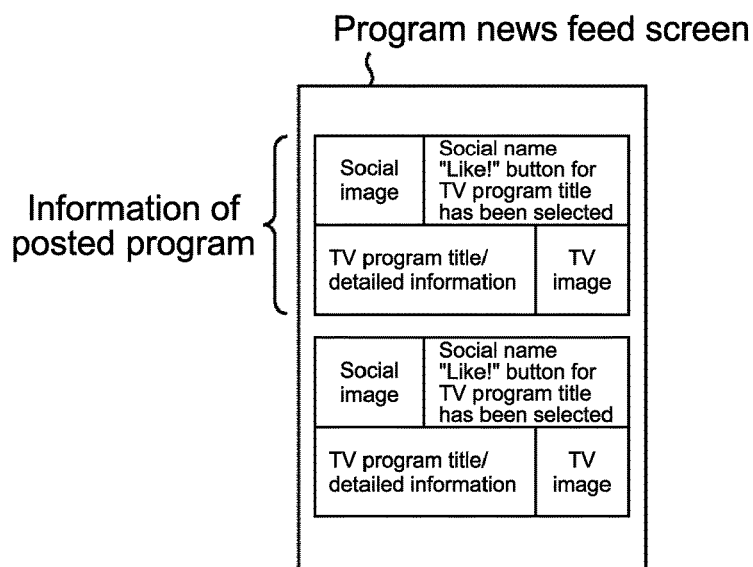 Program news feed screen
Information of
posted program
Social
image
Social name
"Like!" button for
TV program title
has been selected
TV program title/
detailed information
TV
image
Social
image
Social name
"Like!" button for
TV program title
has been selected
TV program title/
detailed information
TV
image